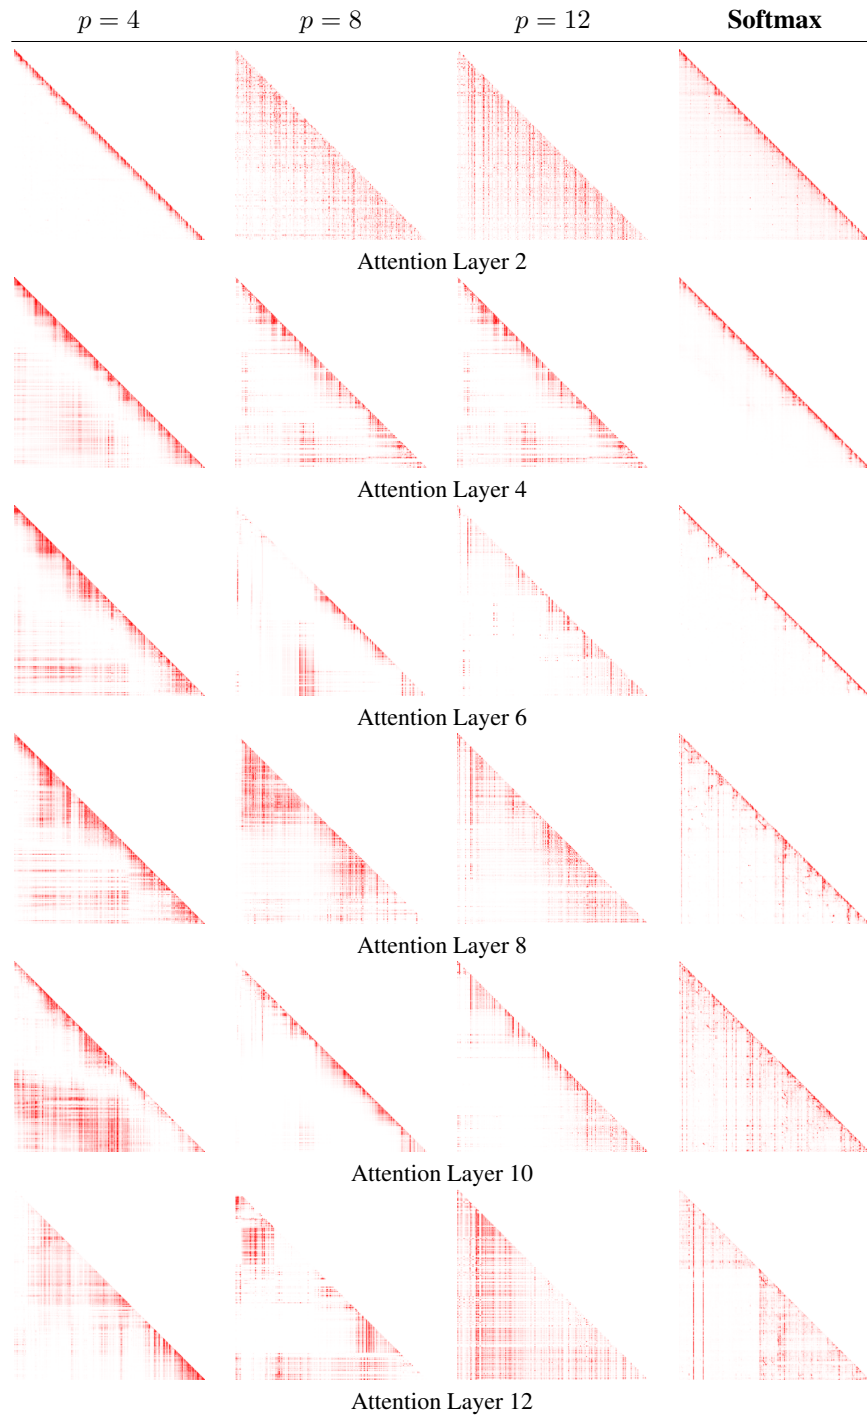 p = 4 p = 8 p = 12 Softmax
Attention Layer 2
Attention Layer 4
Attention Layer 6
Attention Layer 8
Attention Layer 10
Attention Layer 12